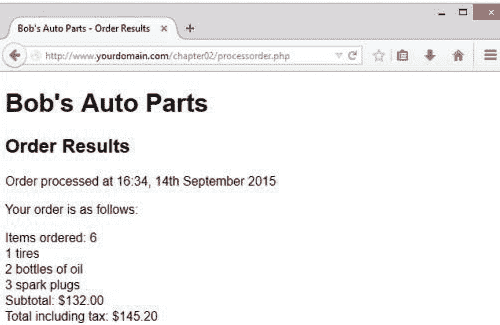 Bob's Auto Parts - Order Results
http://www.yourdomain.com/chapter02/processorder.php
Bob's Auto Parts
Order Results
Order processed at 16:34, 14th September 2015
Your order is as follows:
Items ordered: 6
1 tires
2 bottles of oil
3 spark plugs
Subtotal: $132.00
Total including tax: $145.20